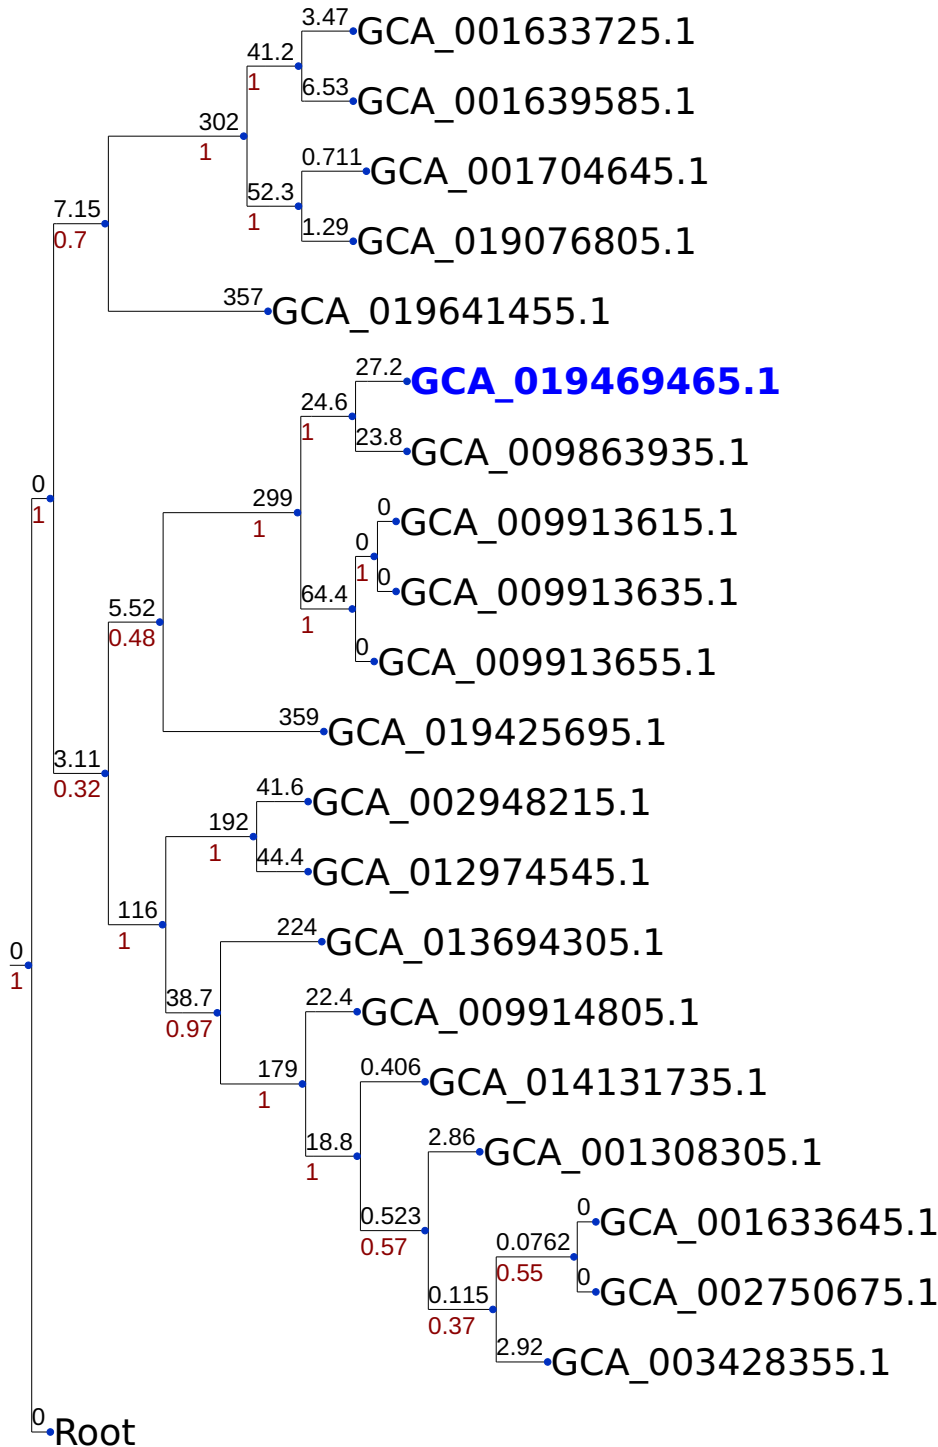 3.47
GCA_001633725.1
41.2
1
6.53
GCA_001639585.1
302
1
0.711
GCA_001704645.1
52.3
1
1.29
GCA_019076805.1
7.15
0.7
357
GCA_019641455.1
27.2
GCA_019469465.1
24.6
1
23.8
GCA_009863935.1
0
1
299
1
0
GCA_009913615.1
0
1
0
GCA_009913635.1
64.4
1
5.52
0.48
0
GCA_009913655.1
359
GCA_019425695.1
3.11
0.32
41.6
GCA_002948215.1
192
1
44.4
GCA_012974545.1
116
1
224
GCA_013694305.1
0
1
38.7
0.97
22.4
GCA_009914805.1
179
1
0.406
GCA_014131735.1
18.8
1
2.86
GCA_001308305.1
0.523
0.57
0
GCA_001633645.1
0.0762
0.55
0
GCA_002750675.1
0.115
0.37
2.92
GCA_003428355.1
0
Root